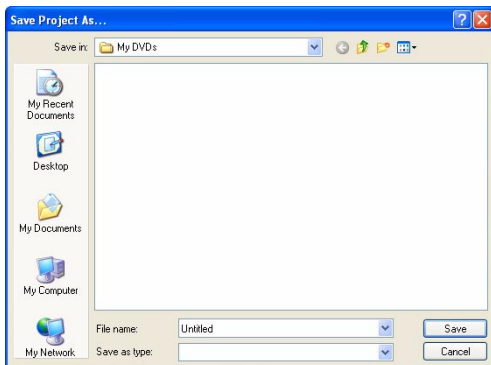 Save Project As...
Save in:
My DVDs
My Recent
Documents
Desktop
My Documents
My Computer
My Network
File name:
Untitled
Save
Save as type:
Cancel